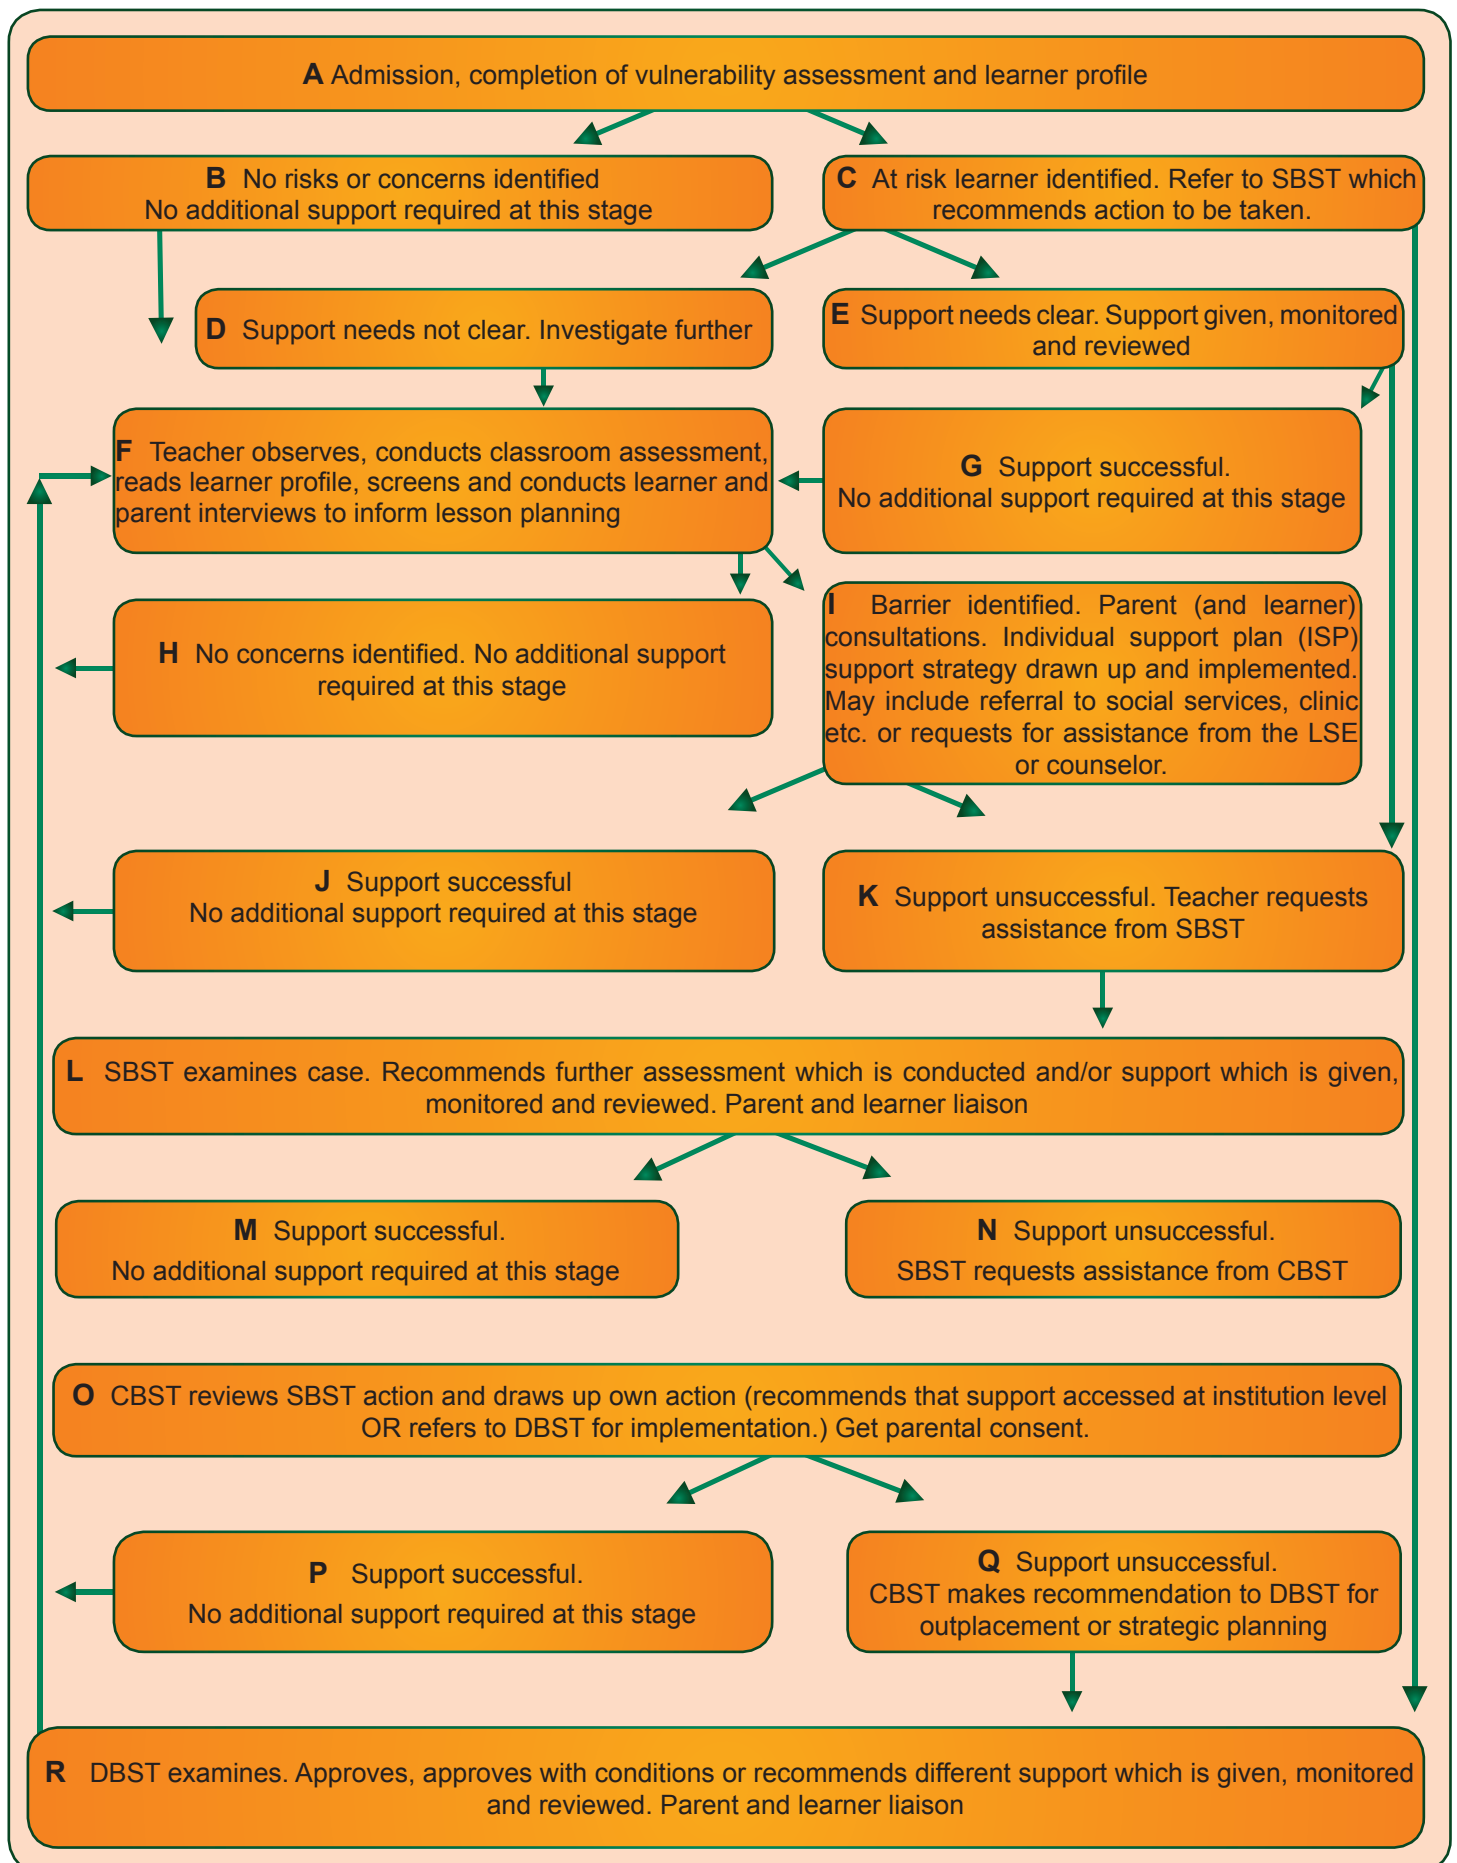 A Admission, completion of vulnerability assessment and learner profile
B No risks or concerns identified
No additional support required at this stage
C At risk learner identified. Refer to SBST which
recommends action to be taken.
D Support needs not clear. Investigate further
E Support needs clear. Support given, monitored
and reviewed
F Teacher observes, conducts classroom assessment,
reads learner profile, screens and conducts learner and
parent interviews to inform lesson planning
G Support successful.
No additional support required at this stage
H No concerns identified. No additional support
required at this stage
I Barrier identified. Parent (and learner)
consultations. Individual support plan (ISP)
support strategy drawn up and implemented.
May include referral to social services, clinic
etc. or requests for assistance from the LSE
or counselor.
J Support successful
No additional support required at this stage
K Support unsuccessful. Teacher requests
assistance from SBST
L SBST examines case. Recommends further assessment which is conducted and/or support which is given,
monitored and reviewed. Parent and learner liaison
M Support successful.
No additional support required at this stage
N Support unsuccessful.
SBST requests assistance from CBST
O CBST reviews SBST action and draws up own action (recommends that support accessed at institution level
OR refers to DBST for implementation.) Get parental consent.
P Support successful.
No additional support required at this stage
Q Support unsuccessful.
CBST makes recommendation to DBST for
outplacement or strategic planning
R DBST examines. Approves, approves with conditions or recommends different support which is given, monitored
and reviewed. Parent and learner liaison